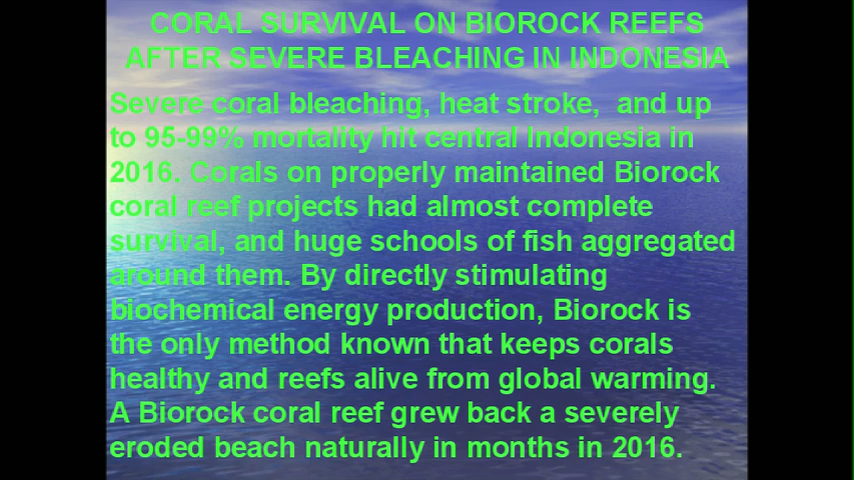 CORAL SURVIVAL ON BIOROCK REEFS
AFTER SEVERE BLEACHING IN INDONESIA
Severe coral bleaching, heat stroke,  and up
to 95-99% mortality hit central Indonesia in
2016. Corals on properly maintained Biorock
coral reef projects had almost complete
survival, and huge schools of fish aggregated
around them. By directly stimulating
biochemical energy production, Biorock is
the only method known that keeps corals
healthy and reefs alive from global warming.
A Biorock coral reef grew back a severely
eroded beach naturally in months in 2016.